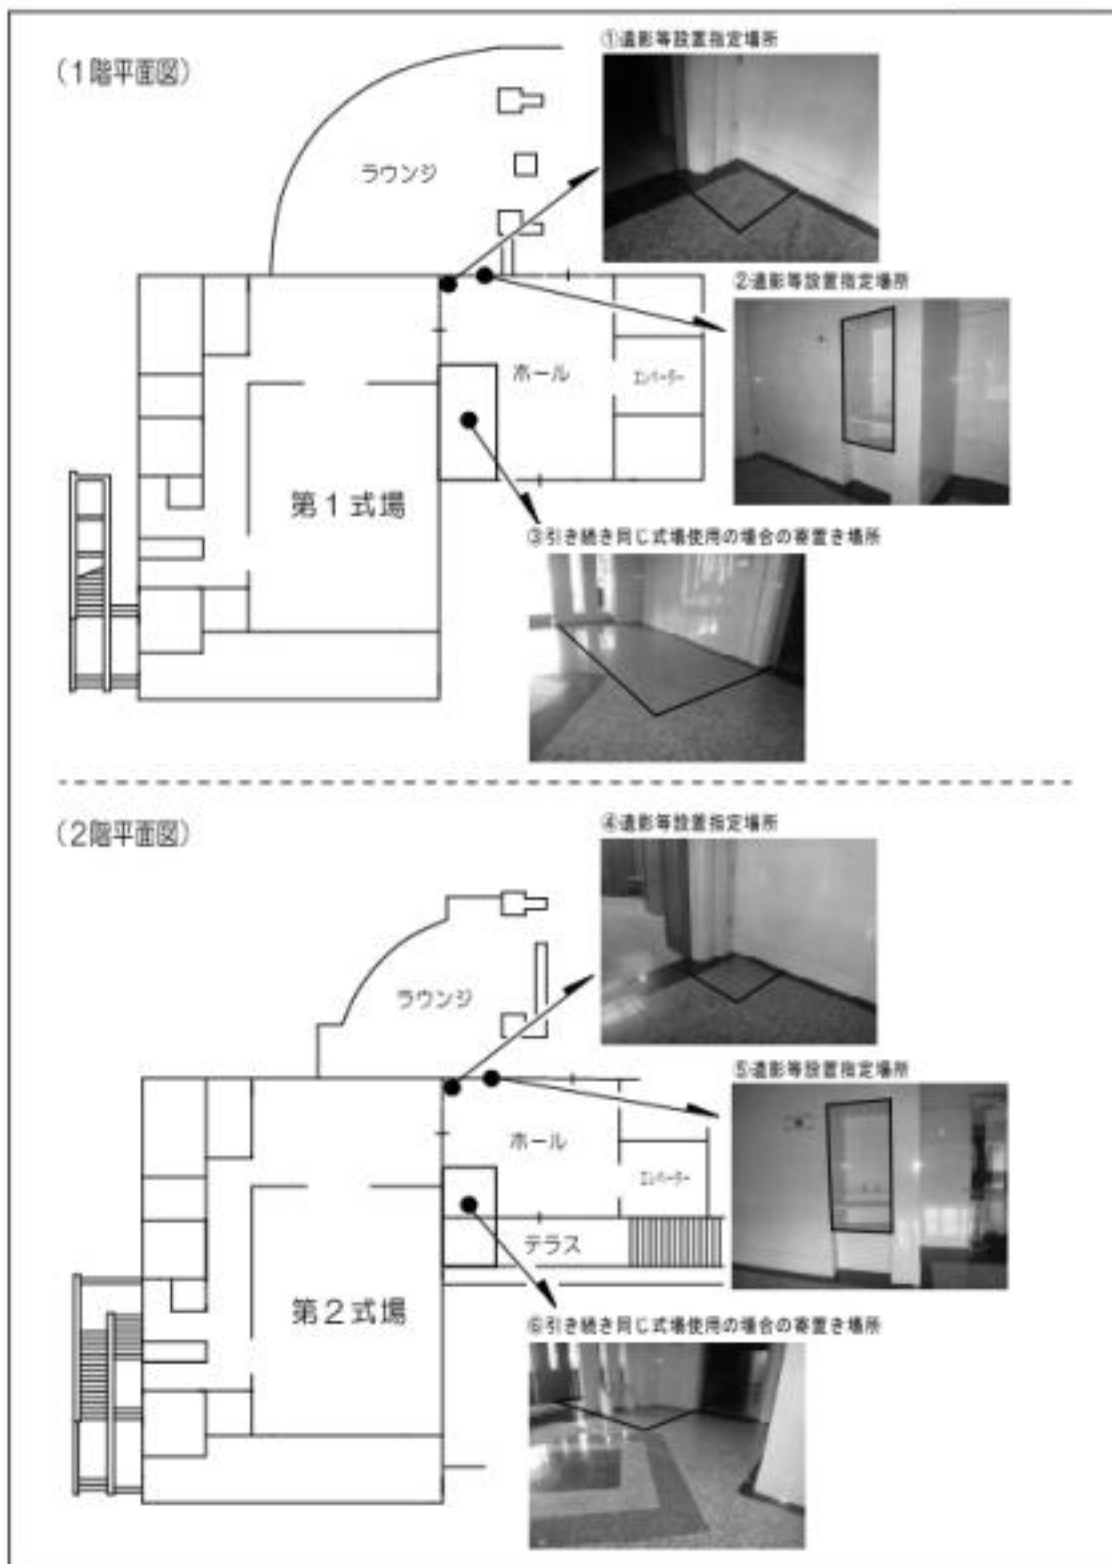 (1階平面図)
①遺影等設置指定場所
ラウンジ
②遺影等設置指定場所
ホール
エレベーター
第1式場
③引き続き同じ式場使用の場合の寄置き場所
(2階平面図)
④遺影等設置指定場所
ラウンジ
⑤遺影等設置指定場所
ホール
エレベーター
テラス
第2式場
⑥引き続き同じ式場使用の場合の寄置き場所